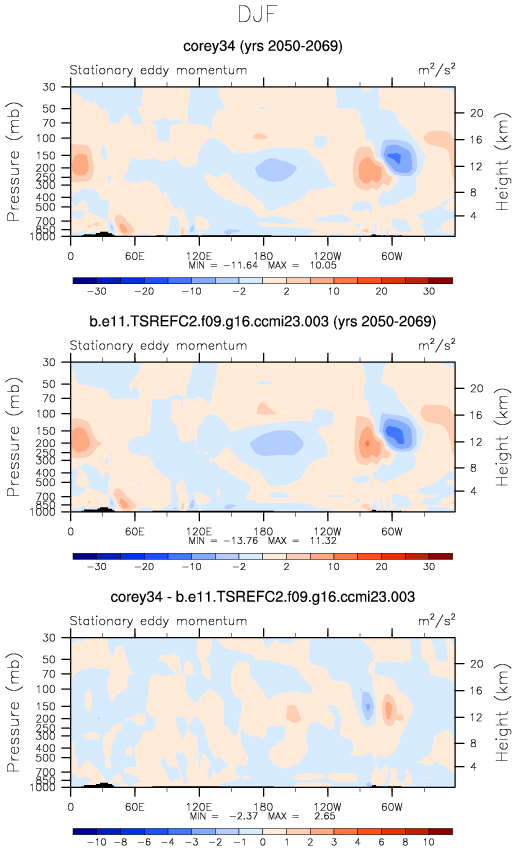 DJF
corey34 (yrs 2050-2069)
Stationary eddy momentum m²/s²
Pressure (mb)
30
50
70
100
150
200
250
300
400
500
700
850
1000
Height (km)
20
16
12
8
4
0 60E 120E 180 120W 60W
MIN = -11.64 MAX = 10.05
-30 -20 -10 -6 -2 2 6 10 20 30
b.e11.TSREFC2.f09.g16.ccmi23.003 (yrs 2050-2069)
Stationary eddy momentum m²/s²
Pressure (mb)
30
50
70
100
150
200
250
300
400
500
700
850
1000
Height (km)
20
16
12
8
4
0 60E 120E 180 120W 60W
MIN = -13.76 MAX = 11.32
-30 -20 -10 -6 -2 2 6 10 20 30
corey34 - b.e11.TSREFC2.f09.g16.ccmi23.003
Stationary eddy momentum m²/s²
Pressure (mb)
30
50
70
100
150
200
250
300
400
500
700
850
1000
Height (km)
20
16
12
8
4
0 60E 120E 180 120W 60W
MIN = -2.37 MAX = 2.65
-10 -8 -6 -4 -3 -2 -1 0 1 2 3 4 6 8 10